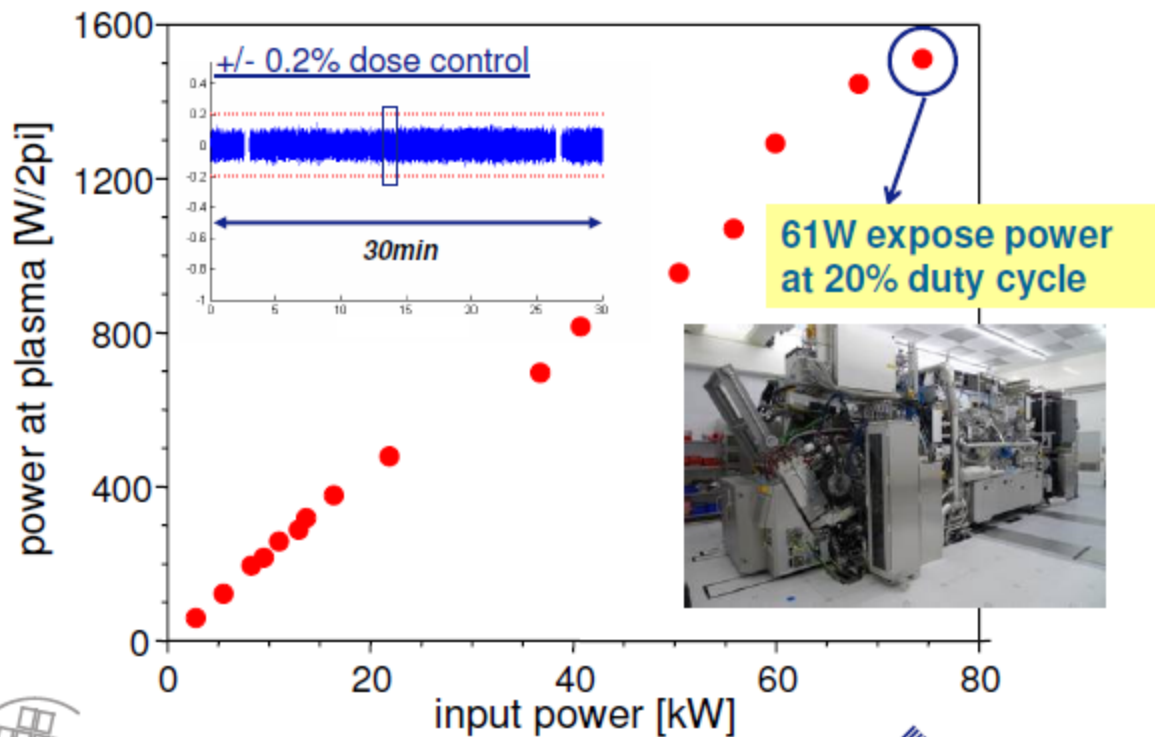 1600
1200
800
400
0
power at plasma [W/2pi]
+/- 0.2% dose control
0.4
0.2
0
-0.2
-0.4
-0.6
-0.8
-1
0 5 10 15 20 25 30
30min
61W expose power
at 20% duty cycle
0 20 40 60 80
input power [kW]